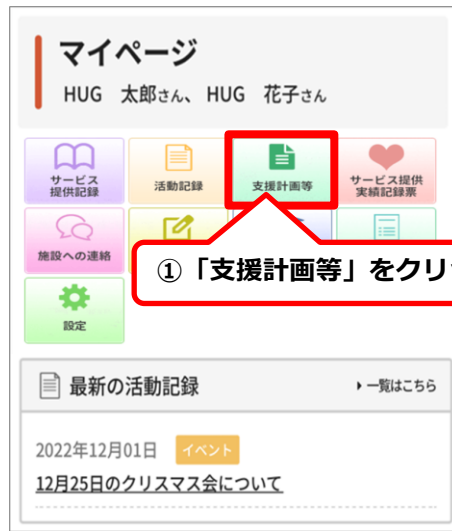 マイページ
HUG 太郎さん、HUG 花子さん
サービス
提供記録
活動記録
支援計画等
サービス提供
実績記録票
施設への連絡
①「支援計画等」をクリ
設定
最新の活動記録
一覧はこちら
2022年12月01日 イベント
12月25日のクリスマス会について